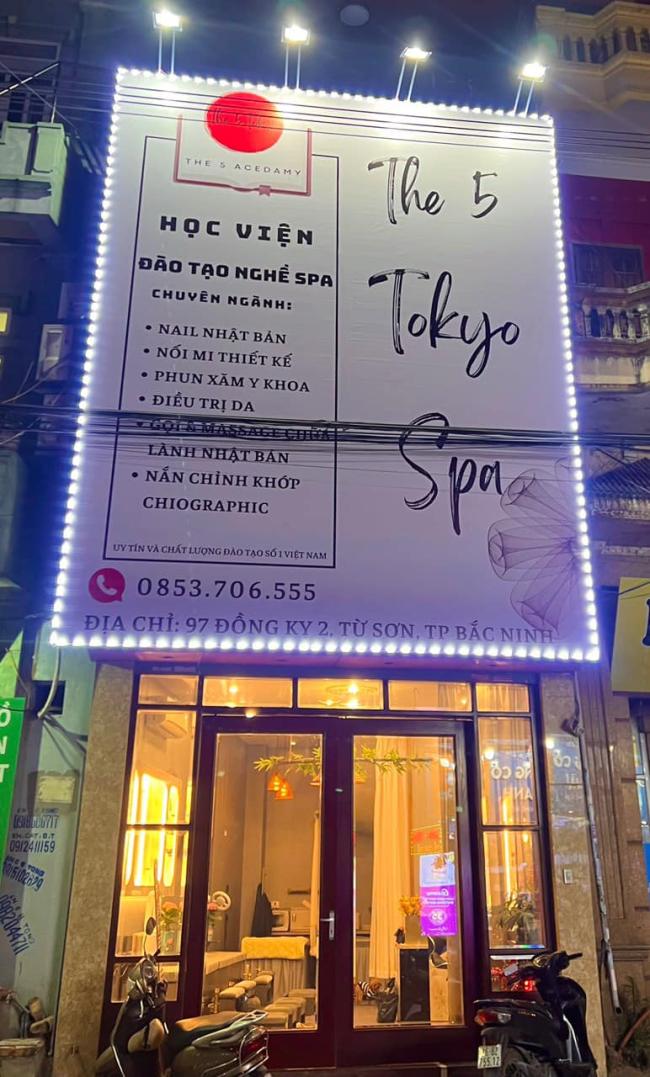 THE 5 ACEDAMY
HỌC VIỆN
ĐÀO TẠO NGHỀ SPA
CHUYÊN NGÀNH:
• NAIL NHẬT BẢN
• NỐI MI THIẾT KẾ
• PHUN XĂM Y KHOA
• ĐIỀU TRỊ DA
• GỘI & MASSAGE CHỮA
LÀNH NHẬT BẢN
• NẮN CHỈNH KHỚP
CHIOGRAPHIC
UY TÍN VÀ CHẤT LƯỢNG ĐÀO TẠO SỐ 1 VIỆT NAM
The 5
Tokyo
Spa
0853.706.555
ĐỊA CHỈ: 97 ĐỒNG KỴ 2, TỪ SƠN, TP BẮC NINH
0912411159